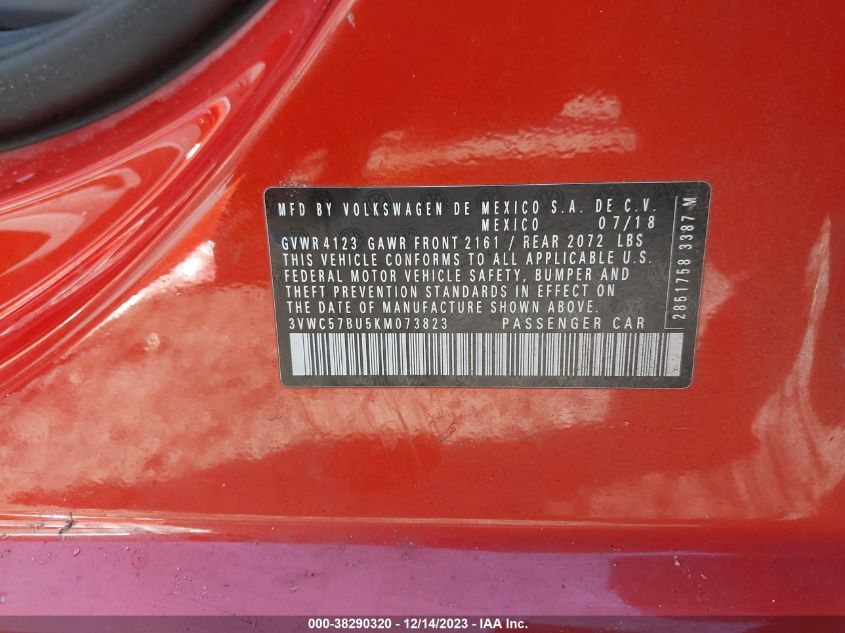 MFD BY VOLKSWAGEN DE MEXICO S.A. DE C.V.
MEXICO 07/18
GVWR 4123 GAWR FRONT 2161 / REAR 2072 LBS
THIS VEHICLE CONFORMS TO ALL APPLICABLE U.S.
FEDERAL MOTOR VEHICLE SAFETY, BUMPER AND
THEFT PREVENTION STANDARDS IN EFFECT ON
THE DATE OF MANUFACTURE SHOWN ABOVE.
3VWC57BU5KM073823 PASSENGER CAR
2851758 3387 M
000-38290320 - 12/14/2023 - IAA Inc.